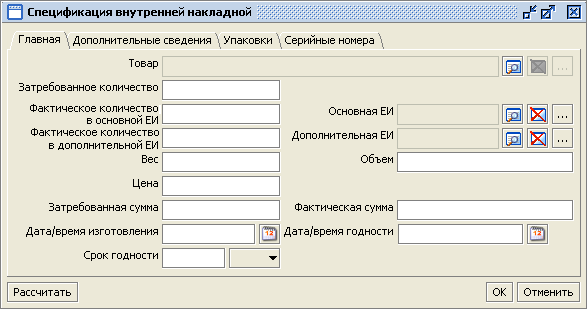 Спецификация внутренней накладной
Главная Дополнительные сведения Упаковки Серийные номера
Товар ...
Затребованное количество
Фактическое количество
в основной ЕИ
Основная ЕИ ...
Фактическое количество
в дополнительной ЕИ
Дополнительная ЕИ ...
Вес Объем
Цена
Затребованная сумма Фактическая сумма
Дата/время изготовления 12 Дата/время годности 12
Срок годности
Рассчитать OK Отменить